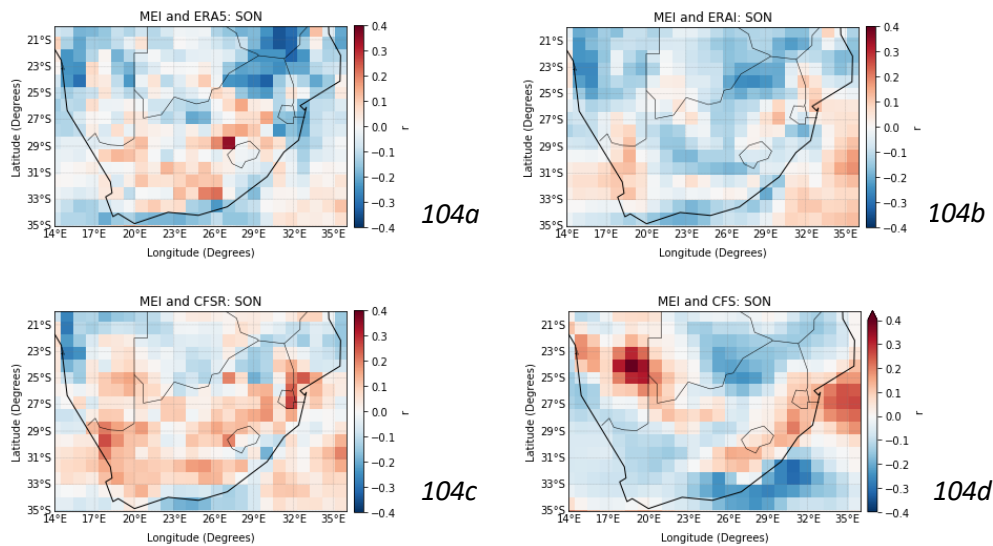 MEI and ERA5: SON
21°S
23°S
25°S
27°S
29°S
31°S
33°S
35°S
Latitude (Degrees)
14°E 17°E 20°E 23°E 26°E 29°E 32°E 35°E
Longitude (Degrees)
0.4
0.3
0.2
0.1
0.0
−0.1
−0.2
−0.3
−0.4
r
104a
MEI and ERAI: SON
21°S
23°S
25°S
27°S
29°S
31°S
33°S
35°S
Latitude (Degrees)
14°E 17°E 20°E 23°E 26°E 29°E 32°E 35°E
Longitude (Degrees)
0.4
0.3
0.2
0.1
0.0
−0.1
−0.2
−0.3
−0.4
r
104b
MEI and CFSR: SON
21°S
23°S
25°S
27°S
29°S
31°S
33°S
35°S
Latitude (Degrees)
14°E 17°E 20°E 23°E 26°E 29°E 32°E 35°E
Longitude (Degrees)
0.4
0.3
0.2
0.1
0.0
−0.1
−0.2
−0.3
−0.4
r
104c
MEI and CFS: SON
21°S
23°S
25°S
27°S
29°S
31°S
33°S
35°S
Latitude (Degrees)
14°E 17°E 20°E 23°E 26°E 29°E 32°E 35°E
Longitude (Degrees)
0.4
0.3
0.2
0.1
0.0
−0.1
−0.2
−0.3
−0.4
r
104d